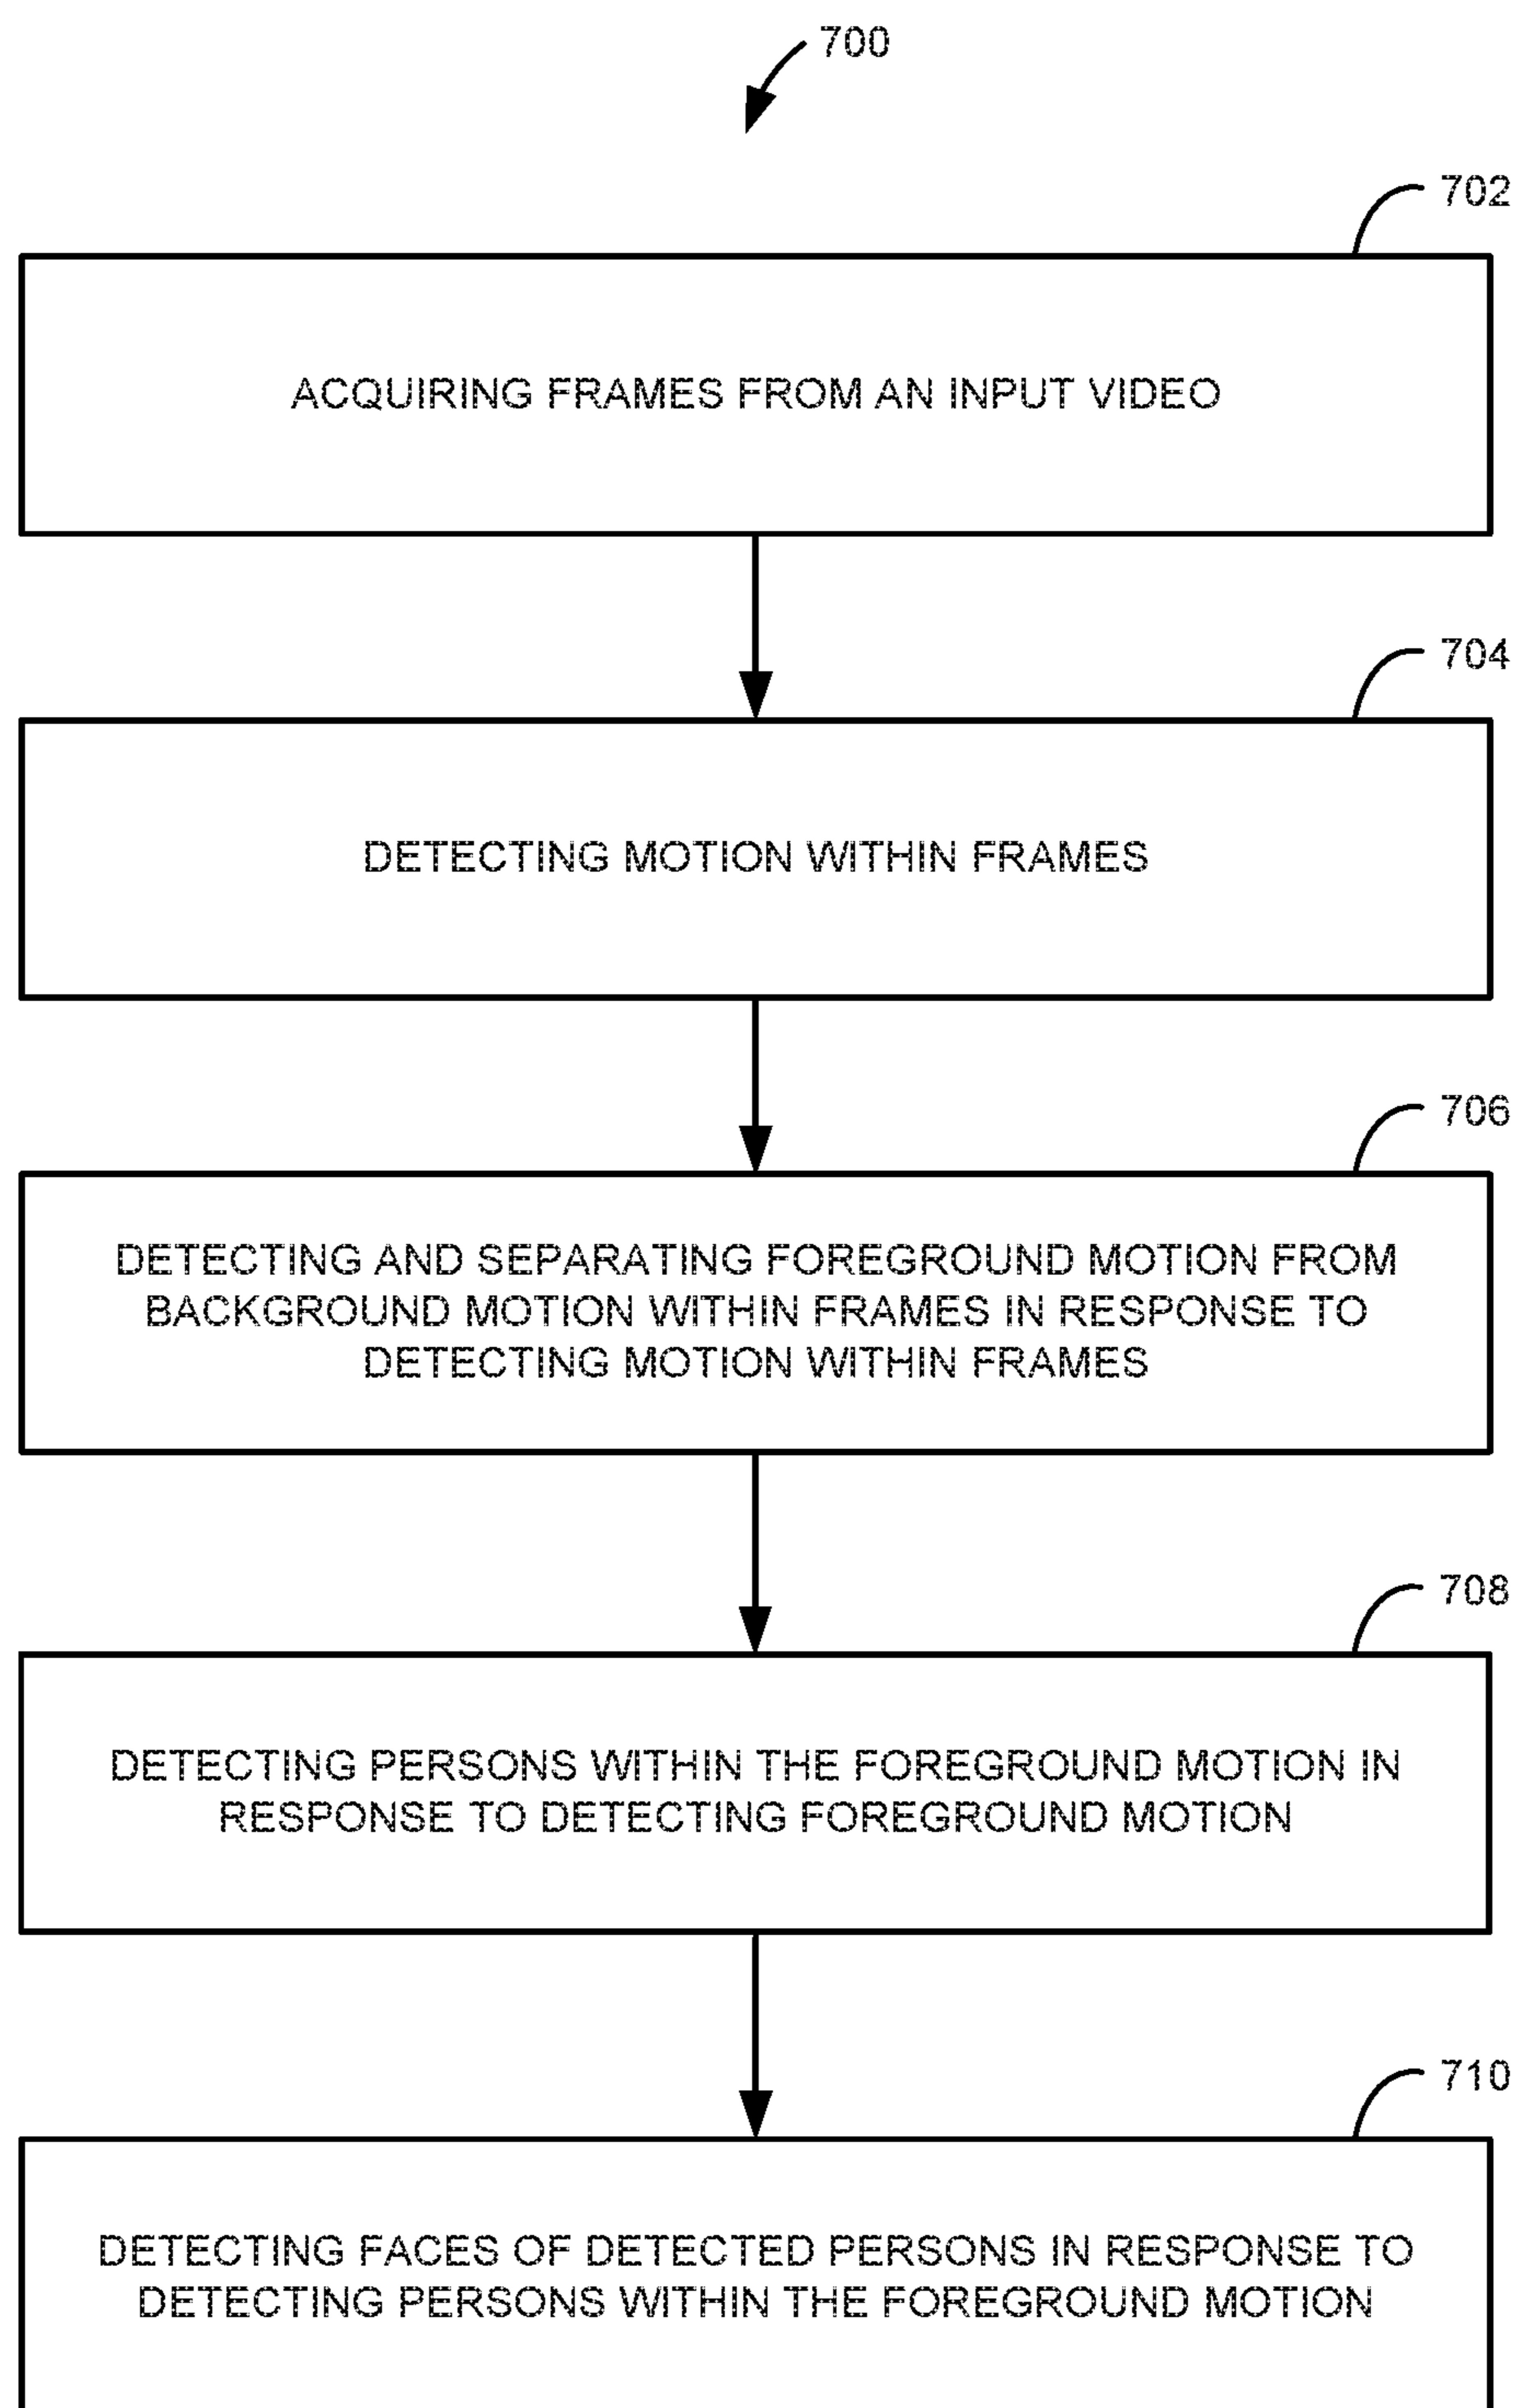 700
702
ACQUIRING FRAMES FROM AN INPUT VIDEO
704
DETECTING MOTION WITHIN FRAMES
706
DETECTING AND SEPARATING FOREGROUND MOTION FROM
BACKGROUND MOTION WITHIN FRAMES IN RESPONSE TO
DETECTING MOTION WITHIN FRAMES
708
DETECTING PERSONS WITHIN THE FOREGROUND MOTION IN
RESPONSE TO DETECTING FOREGROUND MOTION
710
DETECTING FACES OF DETECTED PERSONS IN RESPONSE TO
DETECTING PERSONS WITHIN THE FOREGROUND MOTION